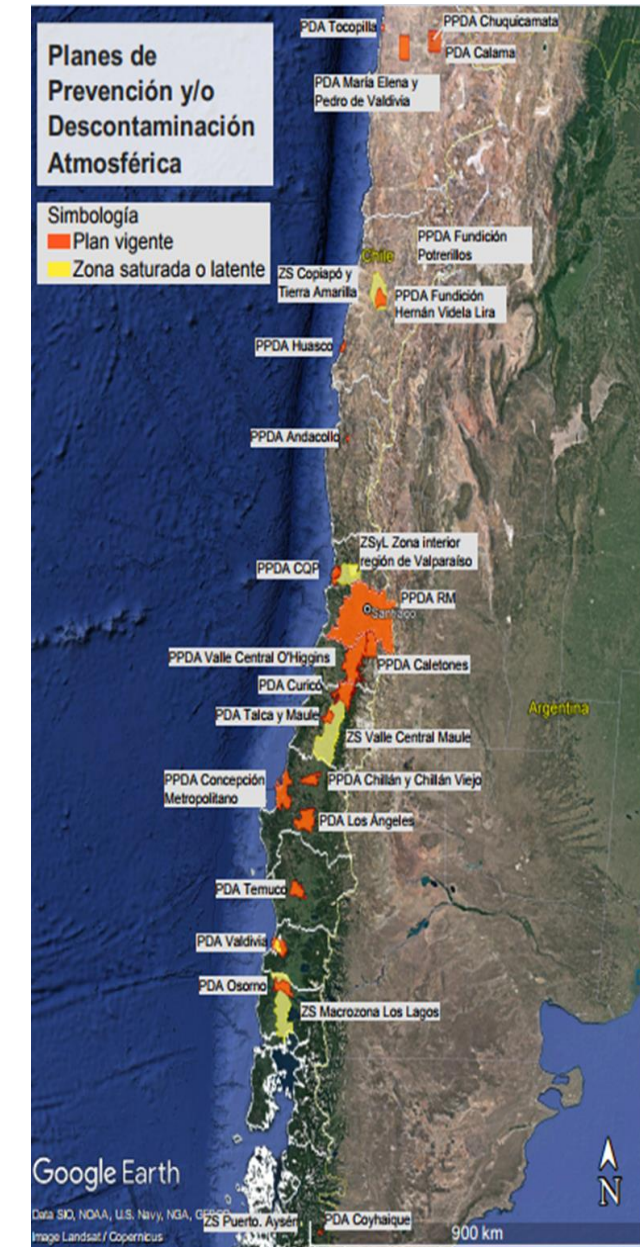 Planes de
Prevención y/o
Descontaminación
Atmosférica
Simbología
Plan vigente
Zona saturada o latente
PDA Tocopilla
PPDA Chuquicamata
PDA Calama
PDA María Elena y
Pedro de Valdivia
PPDA Fundición
Potrerillos
Chile
ZS Copiapó y
Tierra Amarilla
PPDA Fundición
Hernán Videla Lira
PPDA Huasco
PPDA Andacollo
ZSyL Zona interior
región de Valparaíso
PPDA CQP
PPDA RM
Santiago
PPDA Valle Central O'Higgins
PPDA Caletones
PDA Curicó
Argentina
PDA Talca y Maule
ZS Valle Central Maule
PPDA Concepción
Metropolitano
PPDA Chillán y Chillán Viejo
PDA Los Ángeles
PDA Temuco
PDA Valdivia
PDA Osorno
ZS Macrozona Los Lagos
Google Earth
Data SIO, NOAA, U.S. Navy, NGA,
Image Landsat / Copernicus
ZS Puerto. Aysén
PDA Coyhaique
900 km
N